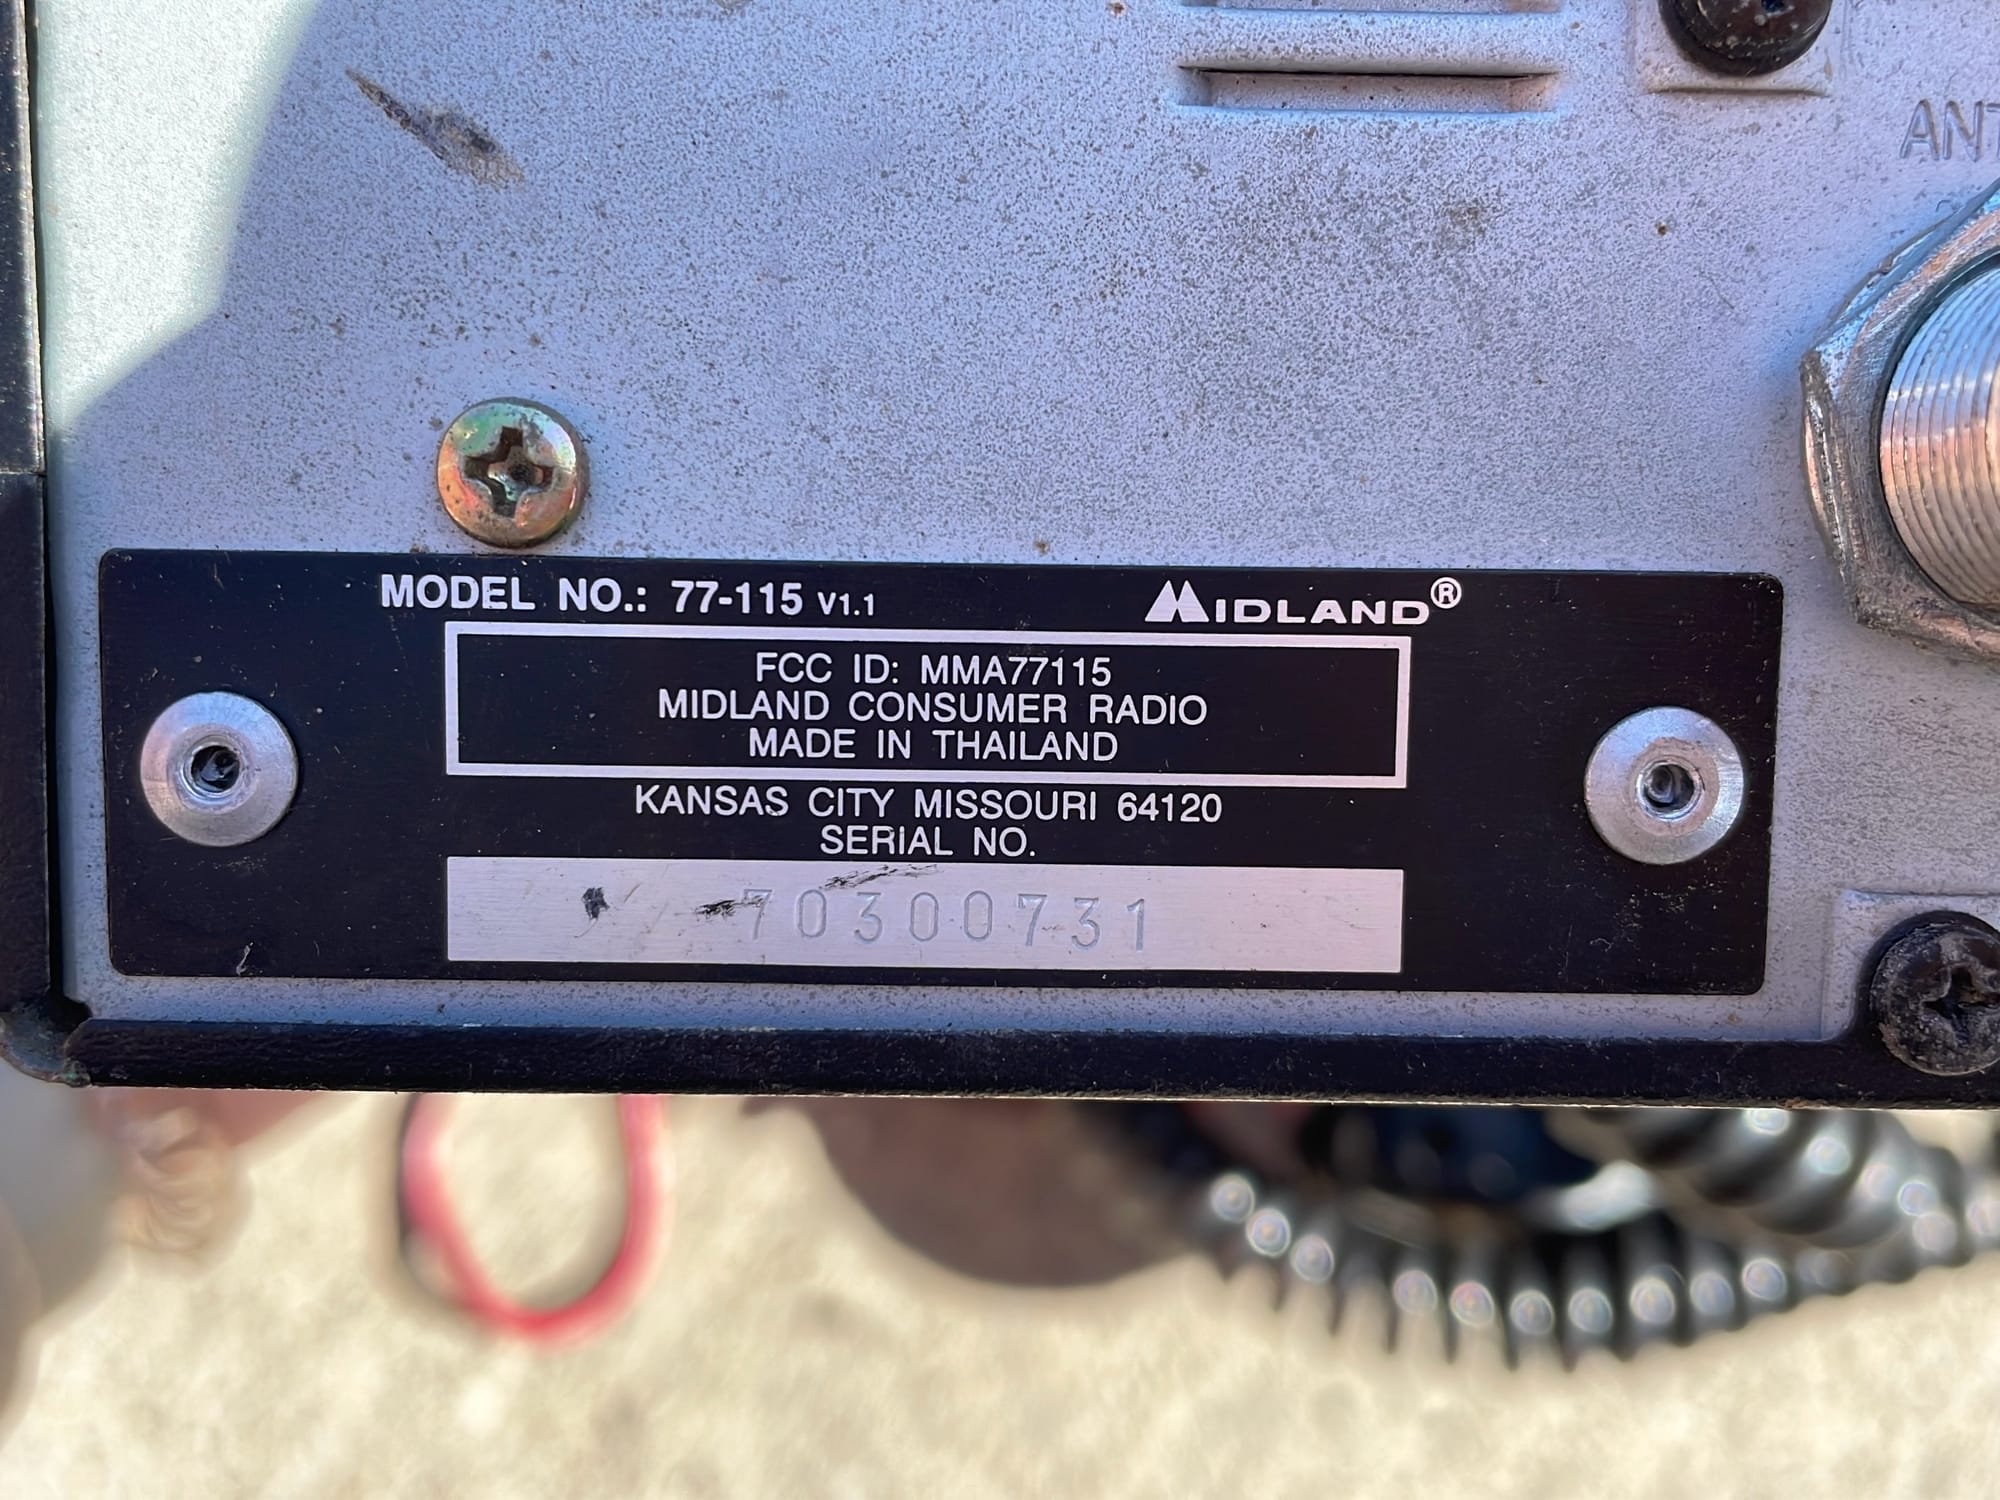 ANT
MODEL NO.: 77-115 V1.1 MIDLAND®
FCC ID: MMA77115
MIDLAND CONSUMER RADIO
MADE IN THAILAND
KANSAS CITY MISSOURI 64120
SERIAL NO.
70300731